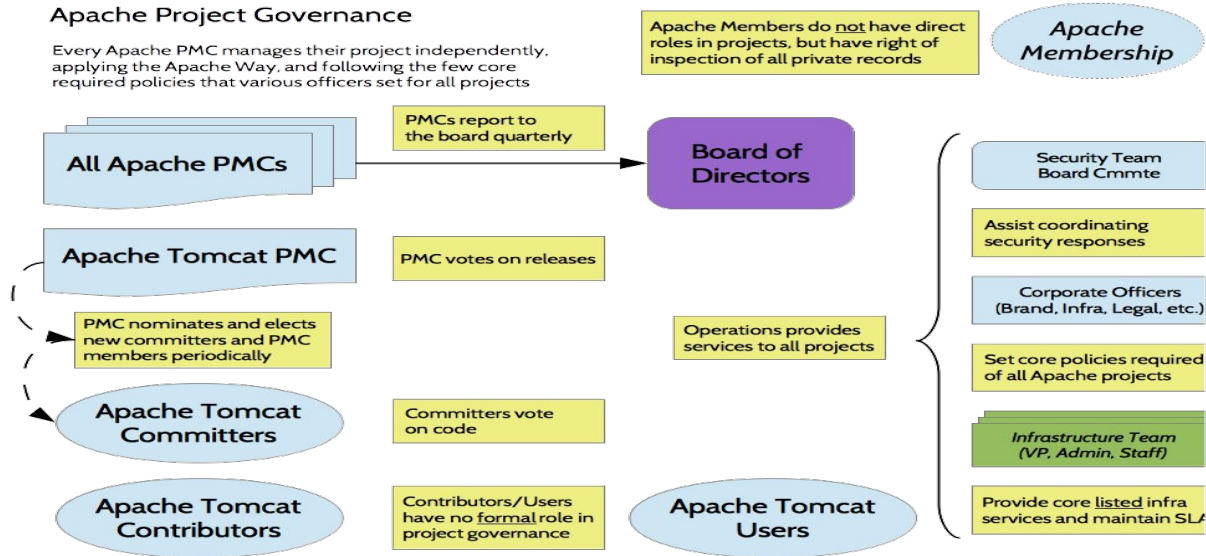 Apache Project Governance
Every Apache PMC manages their project independently,
applying the Apache Way, and following the few core
required policies that various officers set for all projects
Apache Members do not have direct
roles in projects, but have right of
inspection of all private records
Apache
Membership
All Apache PMCs
PMCs report to
the board quarterly
Board of
Directors
Security Team
Board Cmmte
Assist coordinating
security responses
Apache Tomcat PMC
PMC votes on releases
Corporate Officers
(Brand, Infra, Legal, etc.)
PMC nominates and elects
new committers and PMC
members periodically
Operations provides
services to all projects
Set core policies required
of all Apache projects
Apache Tomcat
Committers
Committers vote
on code
Infrastructure Team
(VP, Admin, Staff)
Apache Tomcat
Contributors
Contributors/Users
have no formal role in
project governance
Apache Tomcat
Users
Provide core listed infra
services and maintain SLA